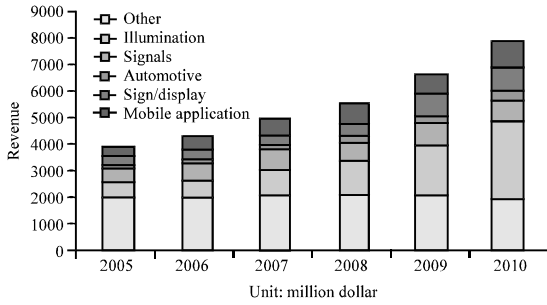 9000
8000
7000
6000
5000
4000
3000
2000
1000
0
Revenue
Other
Illumination
Signals
Automotive
Sign/display
Mobile application
2005 2006 2007 2008 2009 2010
Unit: million dollar